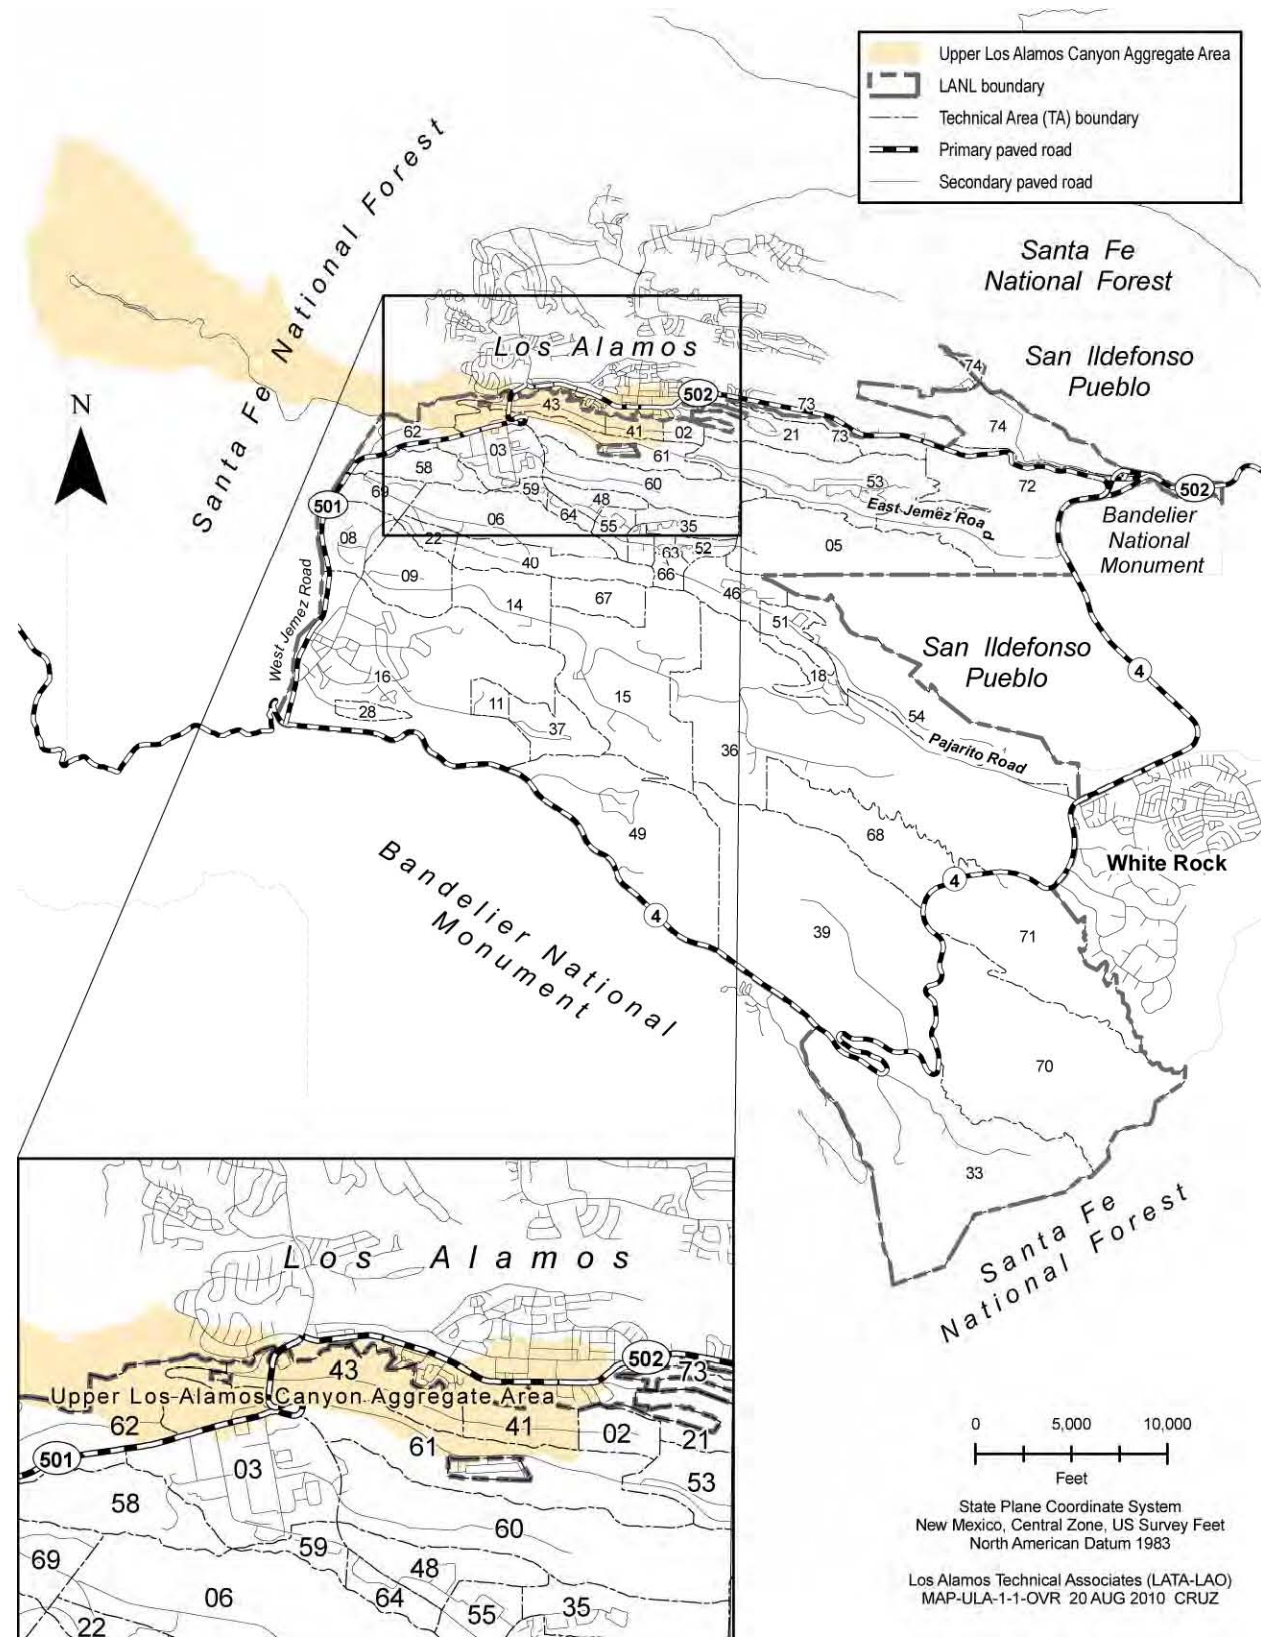 Upper Los Alamos Canyon Aggregate Area
LANL boundary
Technical Area (TA) boundary
Primary paved road
Secondary paved road
Santa Fe National Forest
Santa Fe
National Forest
San Ildefonso
Pueblo
Los Alamos
N
502
74
73
43
74
62
41
02
21
73
03
61
58
72
53
60
502
69
59
501
48
East Jemez Roa
d
06
64
55
35
Bandelier
National
Monument
08
22
05
52
63
40
09
66
46
67
14
51
West Jemez Road
San Ildefonso
Pueblo
4
16
18
15
11
28
54
37
36
Pajarito Road
49
68
White Rock
Bandelier National
Monument
4
4
39
71
70
33
Santa Fe
National Forest
Los Alamos
502
73
43
Upper Los Alamos Canyon Aggregate Area
62
41
02
21
61
501
03
53
58
60
59
69
48
06
64
55
35
22
0 5,000 10,000
Feet
State Plane Coordinate System
New Mexico, Central Zone, US Survey Feet
North American Datum 1983
Los Alamos Technical Associates (LATA-LAO)
MAP-ULA-1-1-OVR 20 AUG 2010 CRUZ